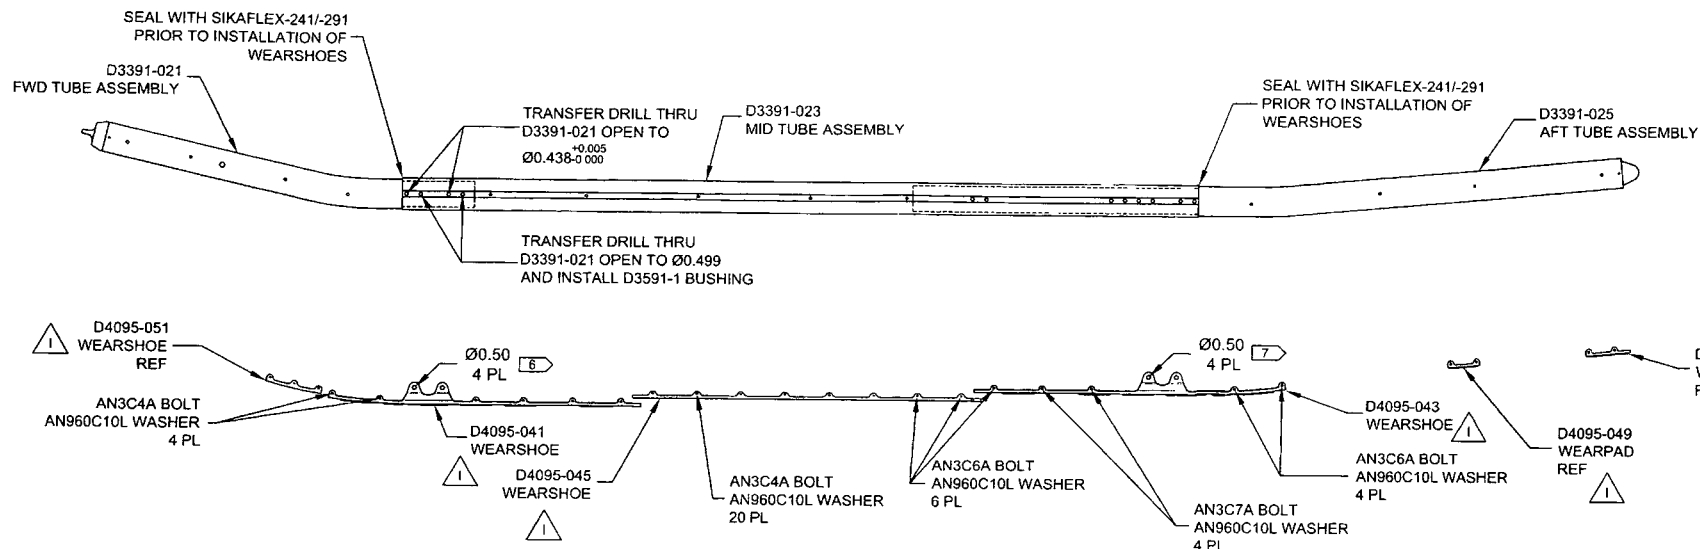 SEAL WITH SIKAFLEX-241/-291
PRIOR TO INSTALLATION OF
WEARSHOES
D3391-021
FWD TUBE ASSEMBLY
TRANSFER DRILL THRU
D3391-021 OPEN TO
Ø0.438+0.005-0.000
D3391-023
MID TUBE ASSEMBLY
SEAL WITH SIKAFLEX-241/-291
PRIOR TO INSTALLATION OF
WEARSHOES
D3391-025
AFT TUBE ASSEMBLY
TRANSFER DRILL THRU
D3391-021 OPEN TO Ø0.499
AND INSTALL D3591-1 BUSHING
D4095-051
WEARSHOE
REF
1
Ø0.50
4 PL
6
AN3C4A BOLT
AN960C10L WASHER
4 PL
D4095-041
WEARSHOE
1
D4095-045
WEARSHOE
1
AN3C4A BOLT
AN960C10L WASHER
20 PL
AN3C6A BOLT
AN960C10L WASHER
6 PL
Ø0.50
4 PL
7
AN3C7A BOLT
AN960C10L WASHER
4 PL
D4095-043
WEARSHOE
1
AN3C6A BOLT
AN960C10L WASHER
4 PL
D4095-049
WEARPAD
REF
1